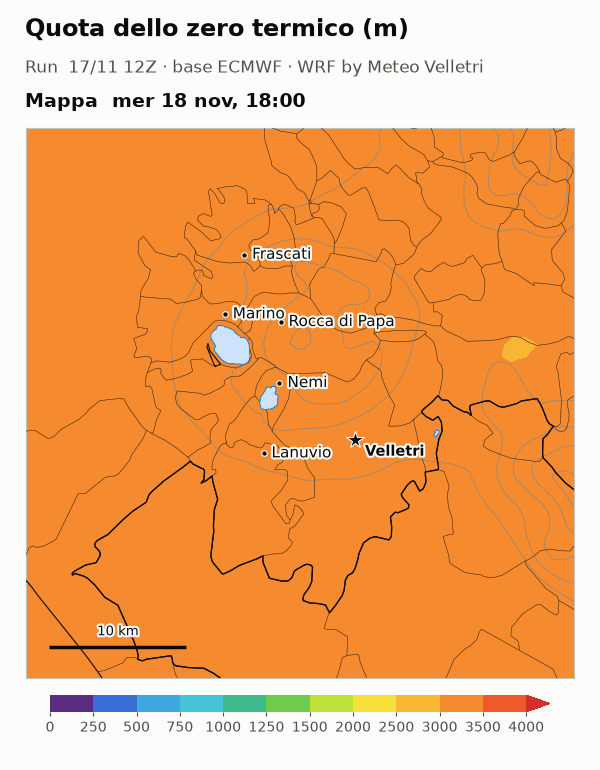 Quota dello zero termico (m)
Run 17/11 12Z · base ECMWF · WRF by Meteo Velletri
Mappa mer 18 nov, 18:00
Frascati
Marino
Rocca di Papa
Nemi
Velletri
Lanuvio
10 km
0 250 500 750 1000 1250 1500 2000 2500 3000 3500 4000